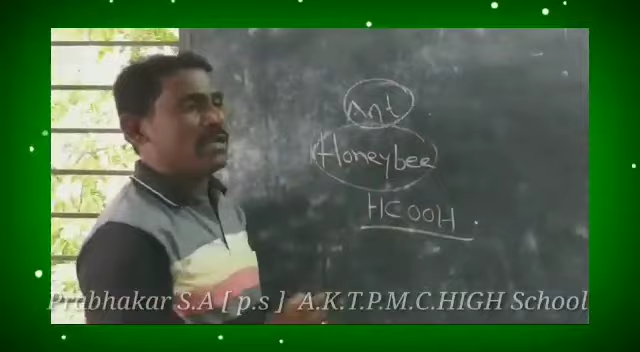 Ant
Honeybee
HCOOH
Prabhakar S.A [ p.s ] A.K.T.P.M.C.HIGH School